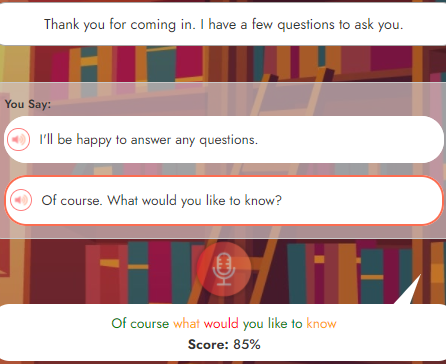 Thank you for coming in. I have a few questions to ask you.
You Say:
I'll be happy to answer any questions.
Of course. What would you like to know?
Of course what would you like to know
Score: 85%